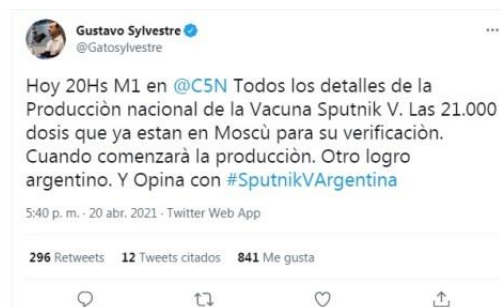 Gustavo Sylvestre
@Gatosylvestre
Hoy 20Hs M1 en @C5N Todos los detalles de la
Producciòn nacional de la Vacuna Sputnik V. Las 21.000
dosis que ya estan en Moscù para su verificaciòn.
Cuando comenzarà la producciòn. Otro logro
argentino. Y Opina con #SputnikVArgentina
5:40 p. m. · 20 abr. 2021 · Twitter Web App
296 Retweets 12 Tweets citados 841 Me gusta